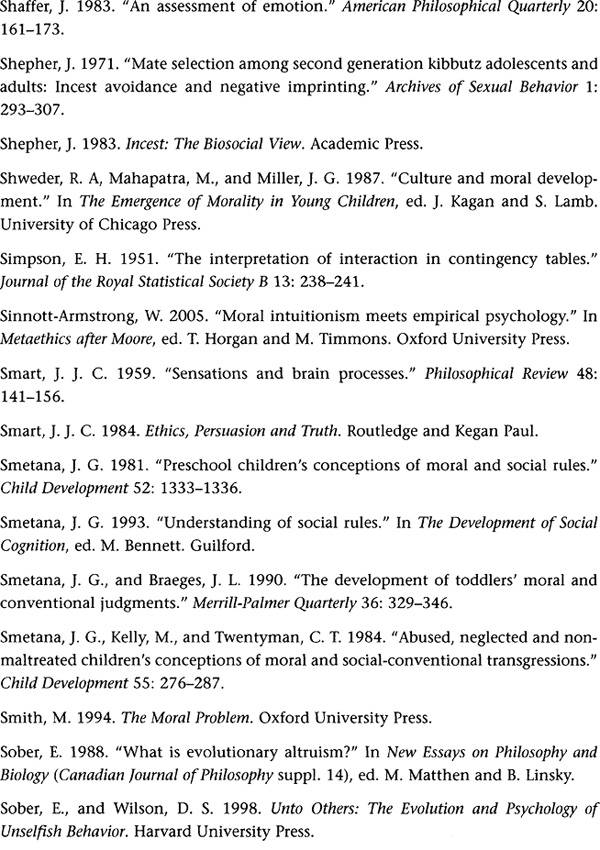 Shaffer, J. 1983. “An assessment of emotion.” American Philosophical Quarterly 20:
161–173.
Shepher, J. 1971. “Mate selection among second generation kibbutz adolescents and
adults: Incest avoidance and negative imprinting.” Archives of Sexual Behavior 1:
293–307.
Shepher, J. 1983. Incest: The Biosocial View. Academic Press.
Shweder, R. A, Mahapatra, M., and Miller, J. G. 1987. “Culture and moral develop-
ment.” In The Emergence of Morality in Young Children, ed. J. Kagan and S. Lamb.
University of Chicago Press.
Simpson, E. H. 1951. “The interpretation of interaction in contingency tables.”
Journal of the Royal Statistical Society B 13: 238–241.
Sinnott-Armstrong, W. 2005. “Moral intuitionism meets empirical psychology.” In
Metaethics after Moore, ed. T. Horgan and M. Timmons. Oxford University Press.
Smart, J. J. C. 1959. “Sensations and brain processes.” Philosophical Review 48:
141–156.
Smart, J. J. C. 1984. Ethics, Persuasion and Truth. Routledge and Kegan Paul.
Smetana, J. G. 1981. “Preschool children’s conceptions of moral and social rules.”
Child Development 52: 1333–1336.
Smetana, J. G. 1993. “Understanding of social rules.” In The Development of Social
Cognition, ed. M. Bennett. Guilford.
Smetana, J. G., and Braeges, J. L. 1990. “The development of toddlers’ moral and
conventional judgments.” Merrill-Palmer Quarterly 36: 329–346.
Smetana, J. G., Kelly, M., and Twentyman, C. T. 1984. “Abused, neglected and non-
maltreated children’s conceptions of moral and social-conventional transgressions.”
Child Development 55: 276–287.
Smith, M. 1994. The Moral Problem. Oxford University Press.
Sober, E. 1988. “What is evolutionary altruism?” In New Essays on Philosophy and
Biology (Canadian Journal of Philosophy suppl. 14), ed. M. Matthen and B. Linsky.
Sober, E., and Wilson, D. S. 1998. Unto Others: The Evolution and Psychology of
Unselfish Behavior. Harvard University Press.